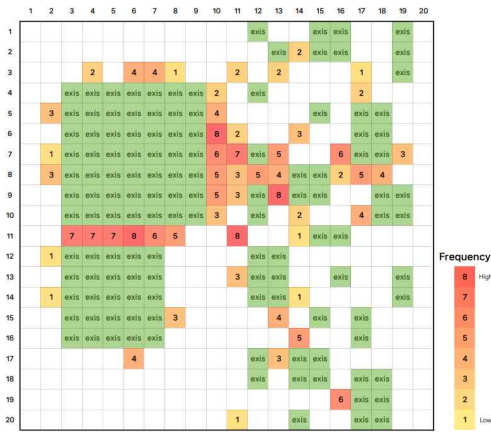 1 2 3 4 5 6 7 8 9 10 11 12 13 14 15 16 17 18 19 20
1 exis exis exis exis
2 exis 2 exis exis exis
3 2 4 4 1 2 2 1 exis
4 exis exis exis exis exis exis exis 2 exis 2
5 3 exis exis exis exis exis exis exis 4 exis exis exis
6 exis exis exis exis exis exis exis 8 2 3 exis exis
7 1 exis exis exis exis exis exis exis 6 7 exis 5 6 exis exis 3
8 3 exis exis exis exis exis exis exis 5 3 5 4 exis exis 2 5 4
9 exis exis exis exis exis exis exis 5 3 exis 8 exis exis exis exis
10 exis exis exis exis exis exis exis 3 exis 2 4 exis exis
11 7 7 7 8 6 5 8 1 exis exis
12 1 exis exis exis exis exis exis exis
13 exis exis exis exis exis 3 exis exis exis exis
14 1 exis exis exis exis exis exis exis 1 exis
15 exis exis exis exis exis 3 4 exis exis
16 exis exis exis exis exis 5 exis
17 4 exis 3 exis exis
18 exis exis exis exis exis
19 6 exis exis
20 1 exis exis exis
Frequency
8 High
7
6
5
4
3
2
1 Low